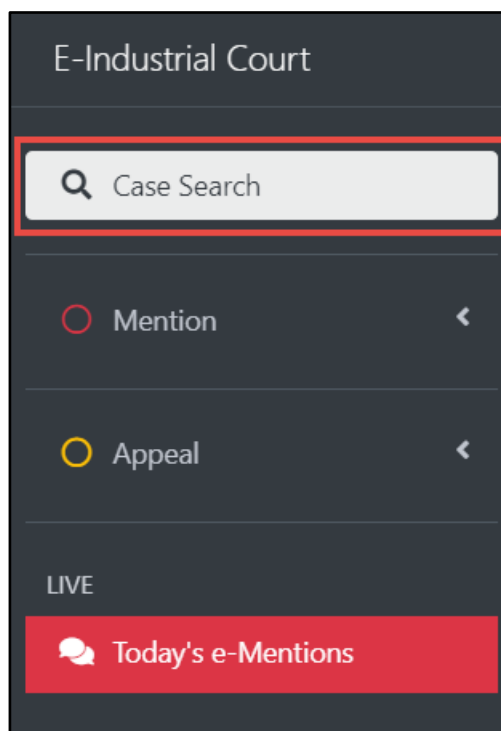 E-Industrial Court
Case Search
Mention
Appeal
LIVE
Today's e-Mentions